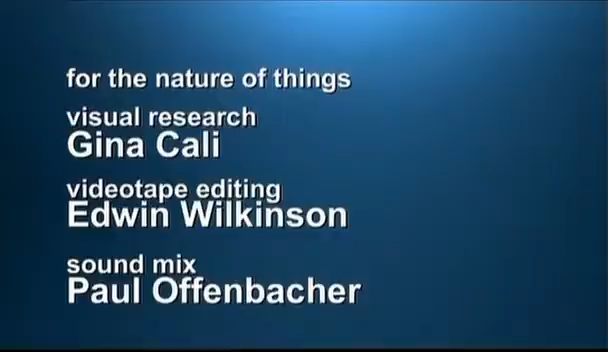 for the nature of things
visual research
Gina Cali
videotape editing
Edwin Wilkinson
sound mix
Paul Offenbacher